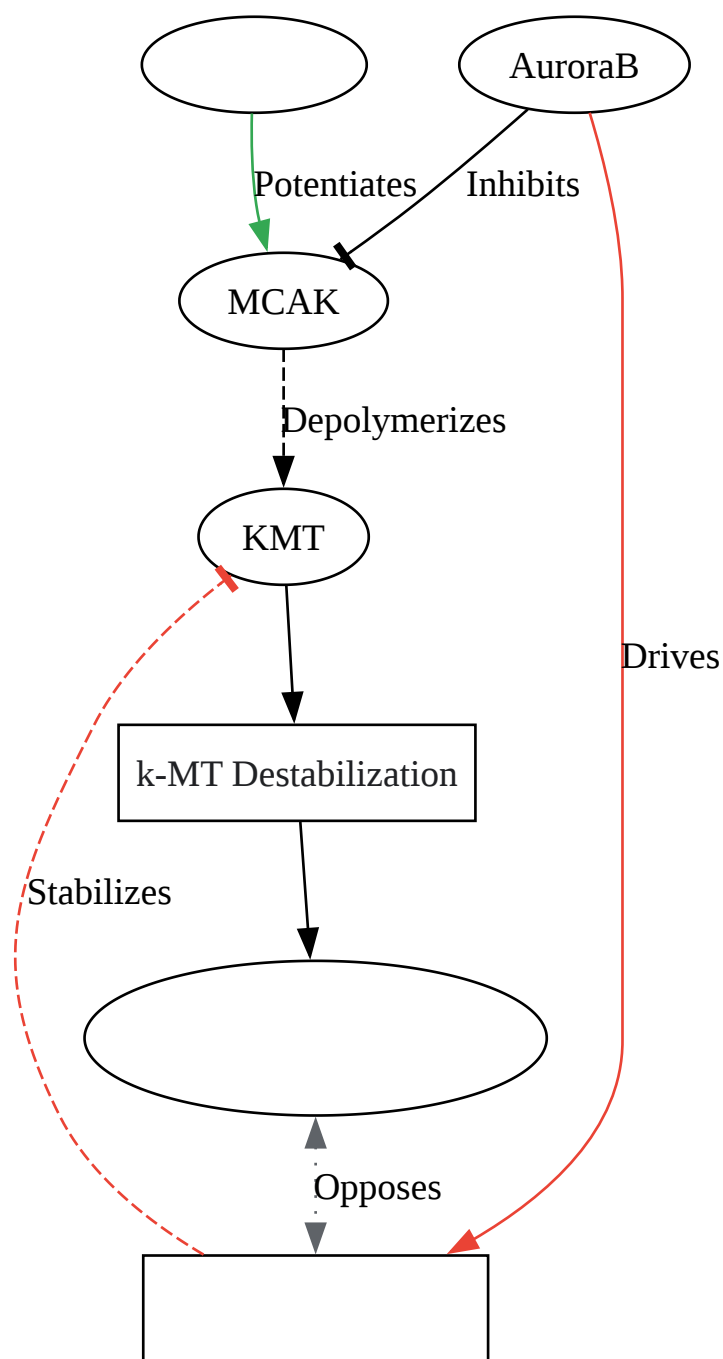 AuroraB
Potentiates
Inhibits
MCAK
Depolymerizes
KMT
Drives
k-MT Destabilization
Stabilizes
Opposes